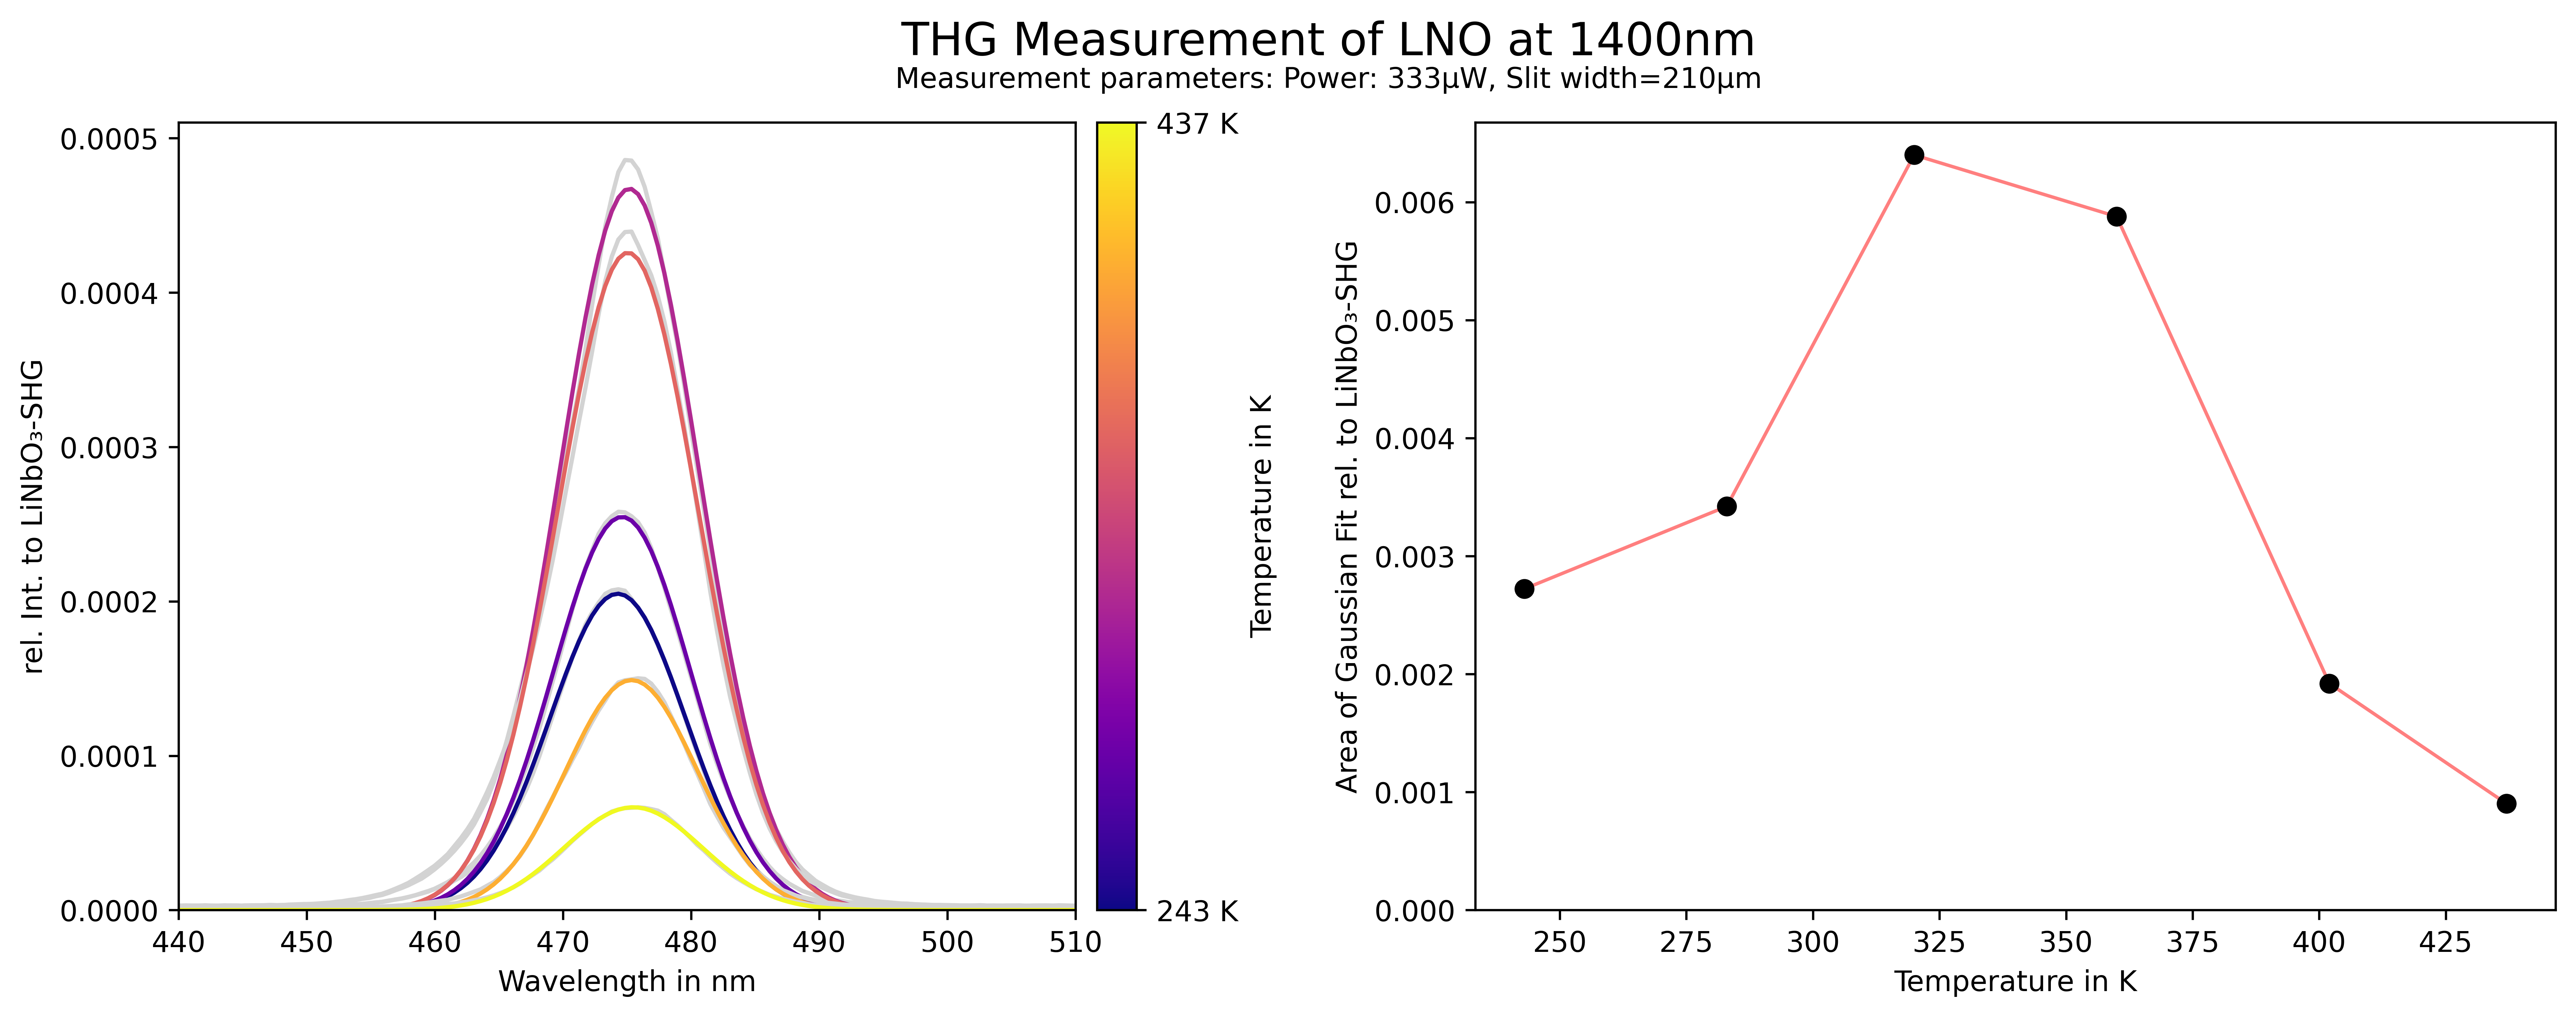 THG Measurement of LNO at 1400nm
Measurement parameters: Power: 333µW, Slit width=210µm
rel. Int. to LiNbO₃-SHG
0.0005
0.0004
0.0003
0.0002
0.0001
0.0000
440 450 460 470 480 490 500 510
Wavelength in nm
437 K
243 K
Temperature in K
Area of Gaussian Fit rel. to LiNbO₃-SHG
0.006
0.005
0.004
0.003
0.002
0.001
0.000
250 275 300 325 350 375 400 425
Temperature in K